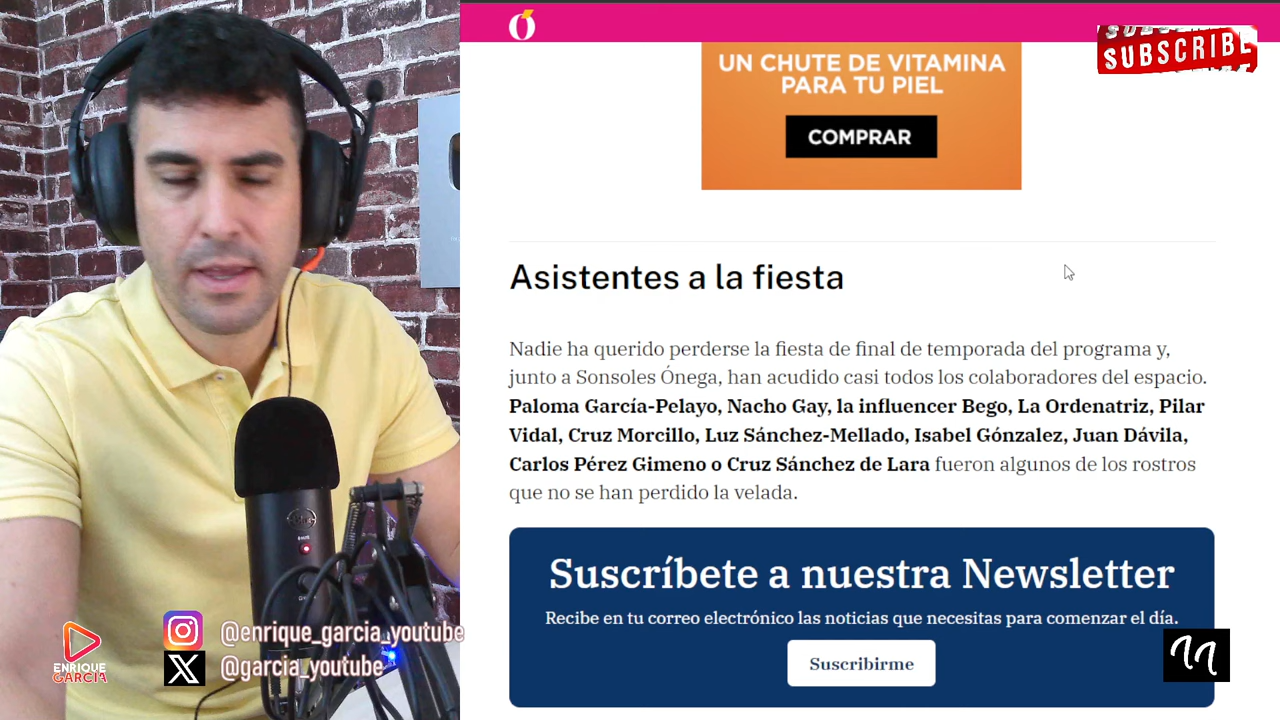 UN CHUTE DE VITAMINA
PARA TU PIEL
COMPRAR
SUBSCRIBE
Asistentes a la fiesta
Nadie ha querido perderse la fiesta de final de temporada del programa y,
junto a Sonsoles Ónega, han acudido casi todos los colaboradores del espacio.
Paloma García-Pelayo, Nacho Gay, la influencer Bego, La Ordenatriz, Pilar
Vidal, Cruz Morcillo, Luz Sánchez-Mellado, Isabel Gónzalez, Juan Dávila,
Carlos Pérez Gimeno o Cruz Sánchez de Lara fueron algunos de los rostros
que no se han perdido la velada.
Suscríbete a nuestra Newsletter
Recibe en tu correo electrónico las noticias que necesitas para comenzar el día.
Suscribirme
@enrique_garcia_youtube
@garcia_youtube
ENRIQUE
GARCIA